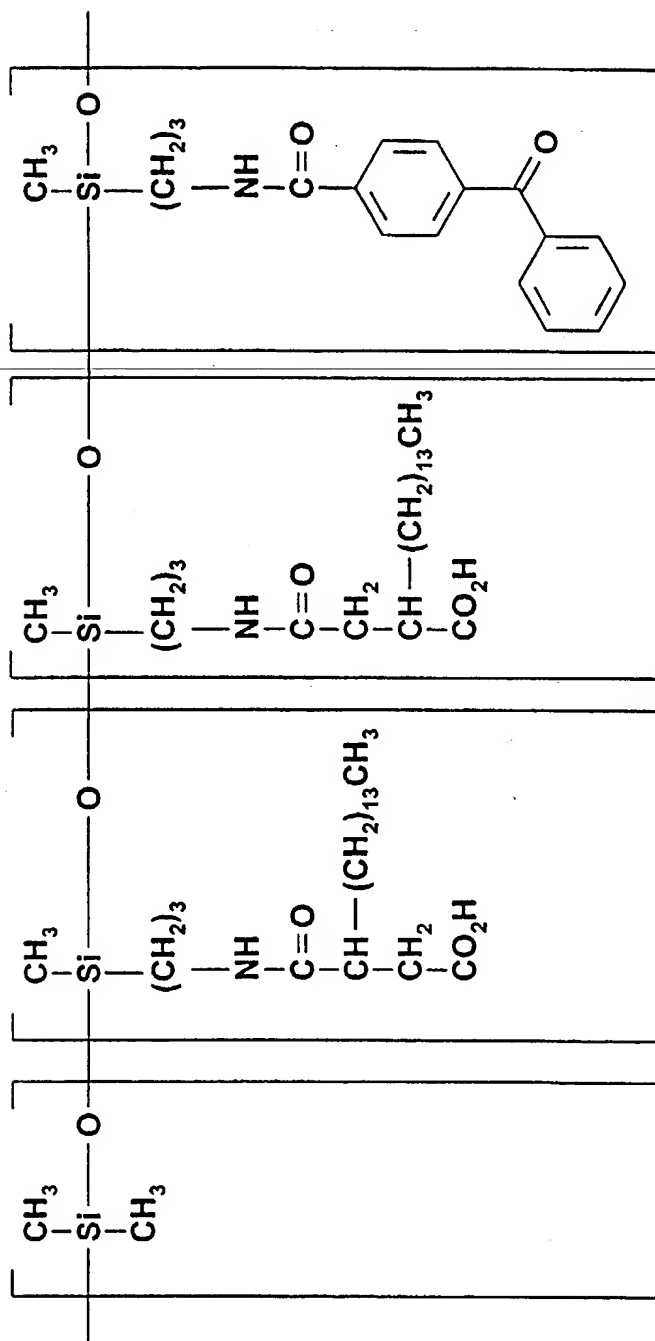 CH₃ CH₃ CH₃ CH₃
Si O Si O Si O Si O
CH₃ (CH₂)₃ (CH₂)₃ (CH₂)₃
NH NH NH
C=O C=O C=O
CH—(CH₂)₁₃CH₃ CH₂
CH₂ CH—(CH₂)₁₃CH₃
CO₂H CO₂H
O